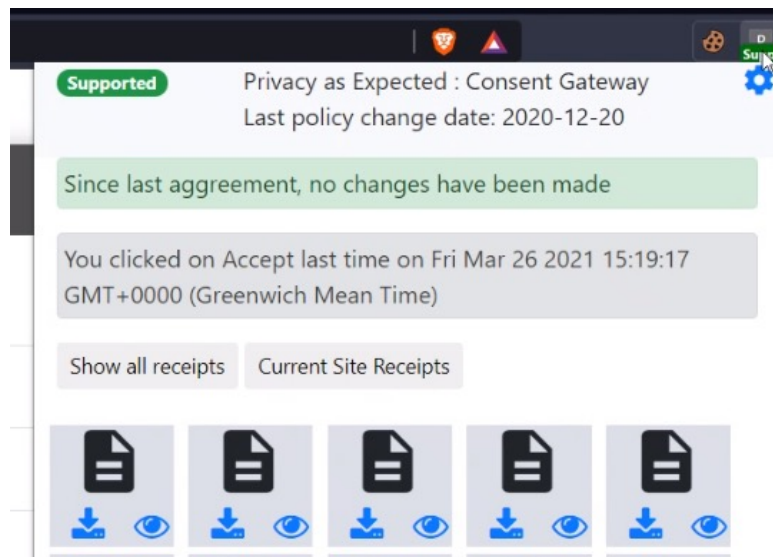 Supported
Privacy as Expected : Consent Gateway
Last policy change date: 2020-12-20
Since last aggreement, no changes have been made
You clicked on Accept last time on Fri Mar 26 2021 15:19:17
GMT+0000 (Greenwich Mean Time)
Show all receipts
Current Site Receipts